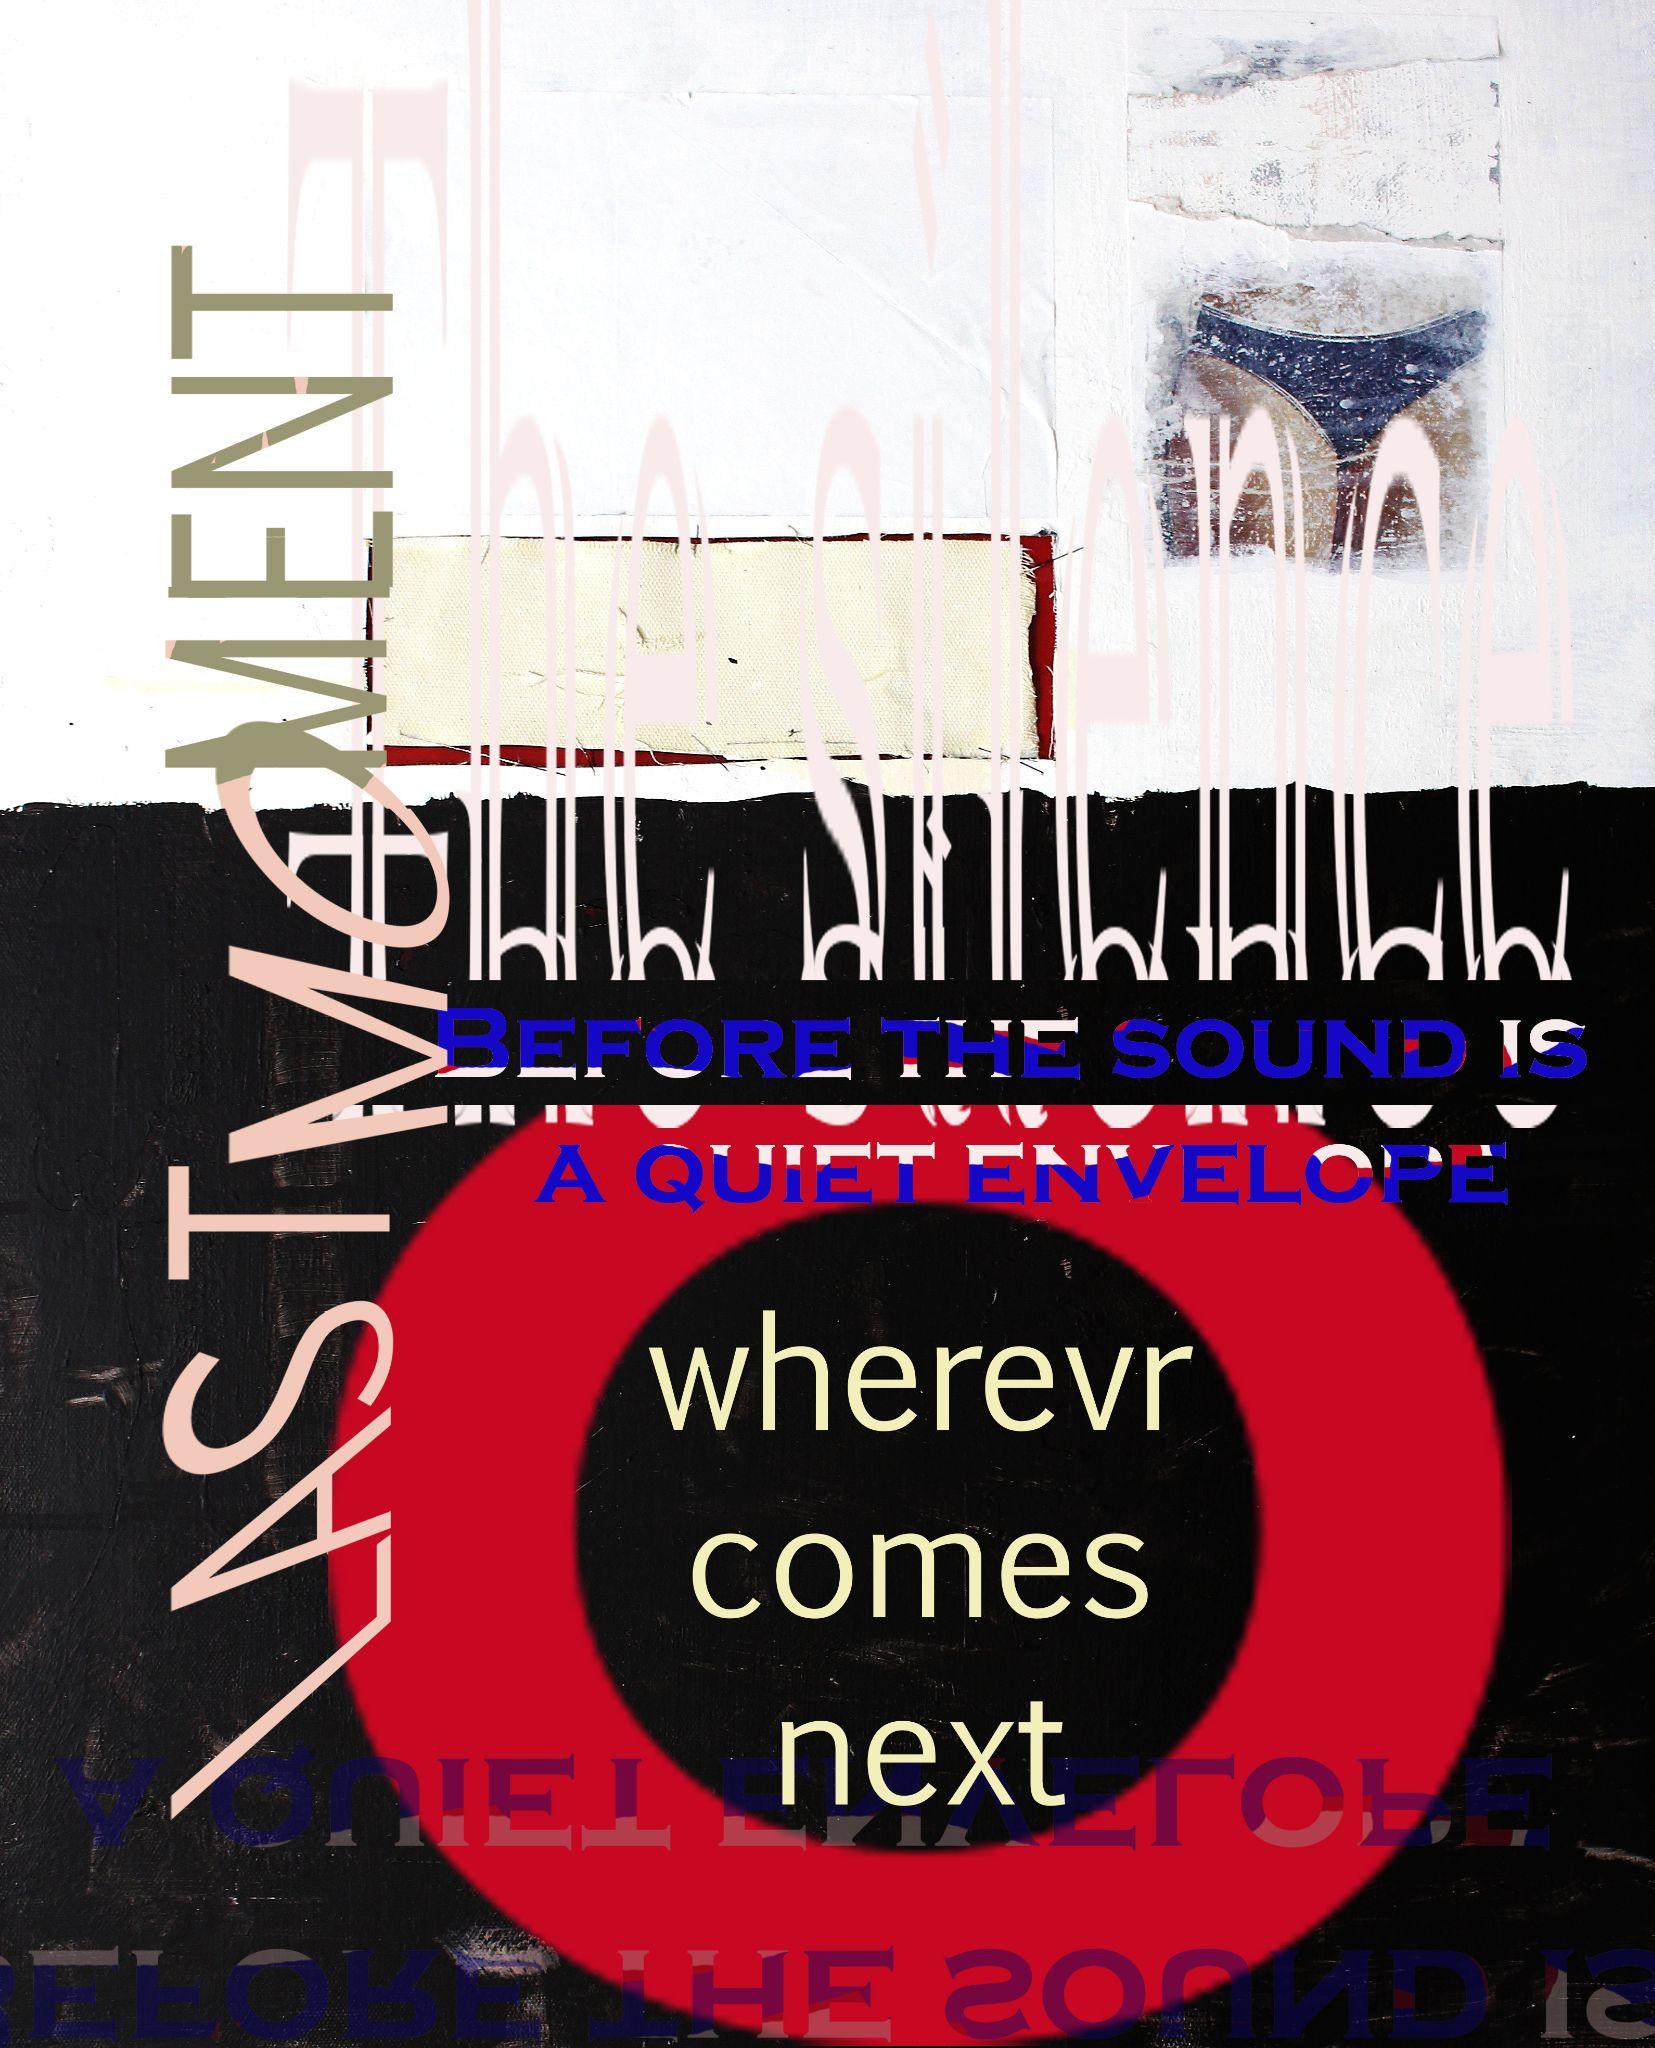 LAST MOMENT
The silence
BEFORE THE SOUND IS
A QUIET ENVELOPE
wherevr
comes
next
A QUIET ENVELOPE
BEFORE THE SOUND IS